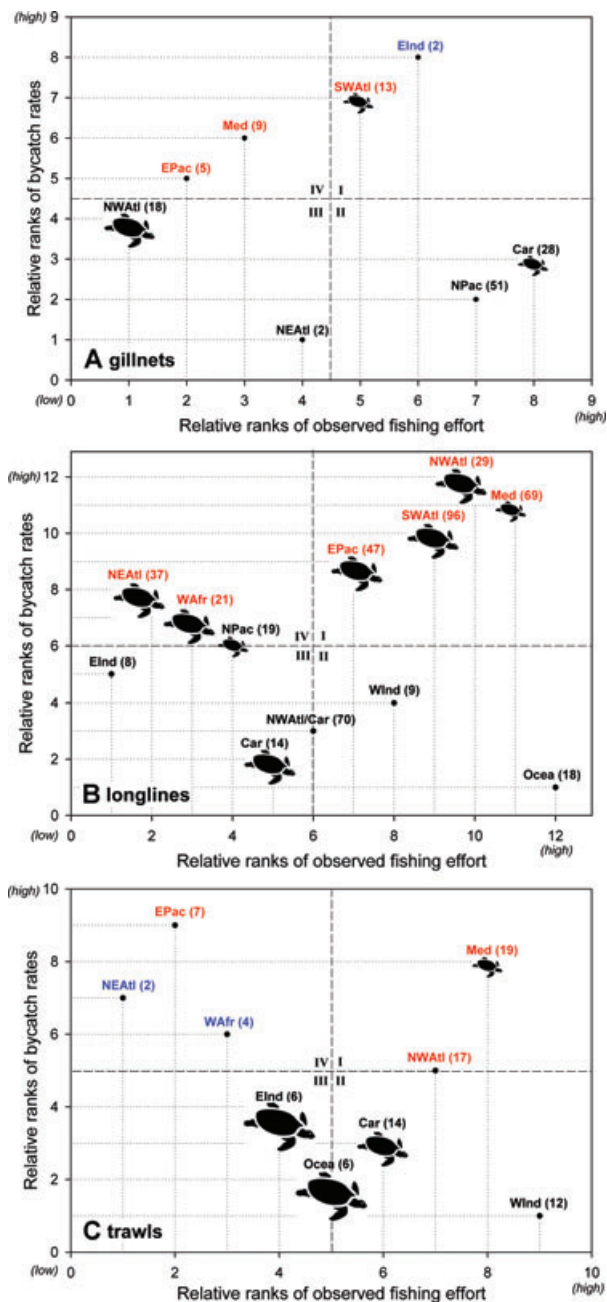 (high) 9
EInd (2)
8
SWAtl (13)
7
Med (9)
6
EPac (5)
5
IV I
NWAtl (18)
III II
4
Car (28)
3
NPac (51)
2
NEAtl (2)
1
A gillnets
0
Relative ranks of bycatch rates
(low) 0 1 2 3 4 5 6 7 8 9
Relative ranks of observed fishing effort (high)
NWAtl (29)
(high) 12
Med (69)
SWAtl (96)
10
EPac (47)
NEAtl (37)
8
WAfr (21)
NPac (19) IV I
6
EInd (8) III II
WInd (9)
4
NWAtl/Car (70)
Car (14)
2
Ocea (18)
B longlines
0
Relative ranks of bycatch rates
(low) 0 2 4 6 8 10 12
Relative ranks of observed fishing effort (high)
(high) 10
EPac (7)
Med (19)
8
NEAtl (2)
WAfr (4)
6
NWAtl (17)
IV I
III II
EInd (6)
4
Car (14)
Ocea (6)
2
WInd (12)
C trawls
0
Relative ranks of bycatch rates
(low) 0 2 4 6 8 10
Relative ranks of observed fishing effort (high)